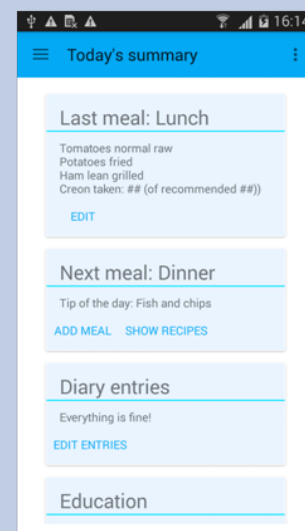 16:14
Today's summary
Last meal: Lunch
Tomatoes normal raw
Potatoes fried
Ham lean grilled
Creon taken: ## (of recommended ##))
EDIT
Next meal: Dinner
Tip of the day: Fish and chips
ADD MEAL SHOW RECIPES
Diary entries
Everything is fine!
EDIT ENTRIES
Education